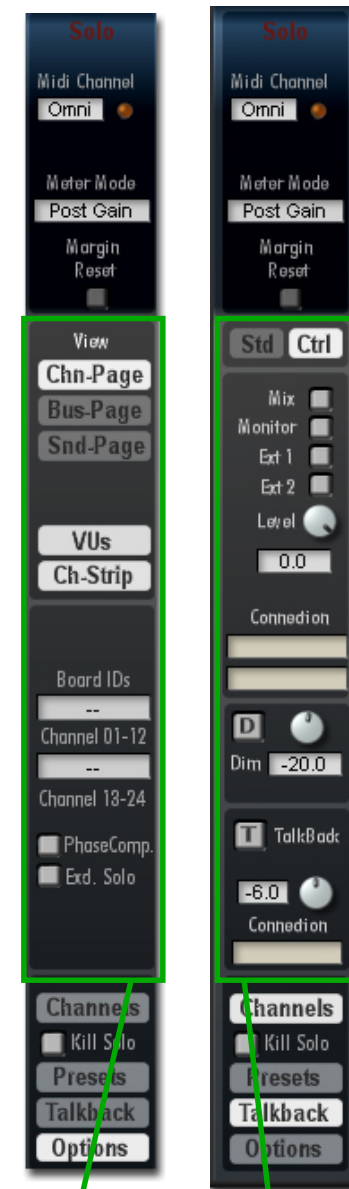 Solo
Midi Channel
Omni
Meter Mode
Post Gain
Margin
Reset
View
Chn-Page
Bus-Page
Snd-Page
VUs
Ch-Strip
Board IDs
--
Channel 01-12
--
Channel 13-24
PhaseComp.
Excl. Solo
Channels
Kill Solo
Presets
Talkback
Options
Solo
Midi Channel
Omni
Meter Mode
Post Gain
Margin
Reset
Std Ctrl
Mix
Monitor
Ext 1
Ext 2
Level
0.0
Connection
D
Dim -20.0
T TalkBack
-6.0
Connection
Channels
Kill Solo
Presets
Talkback
Options